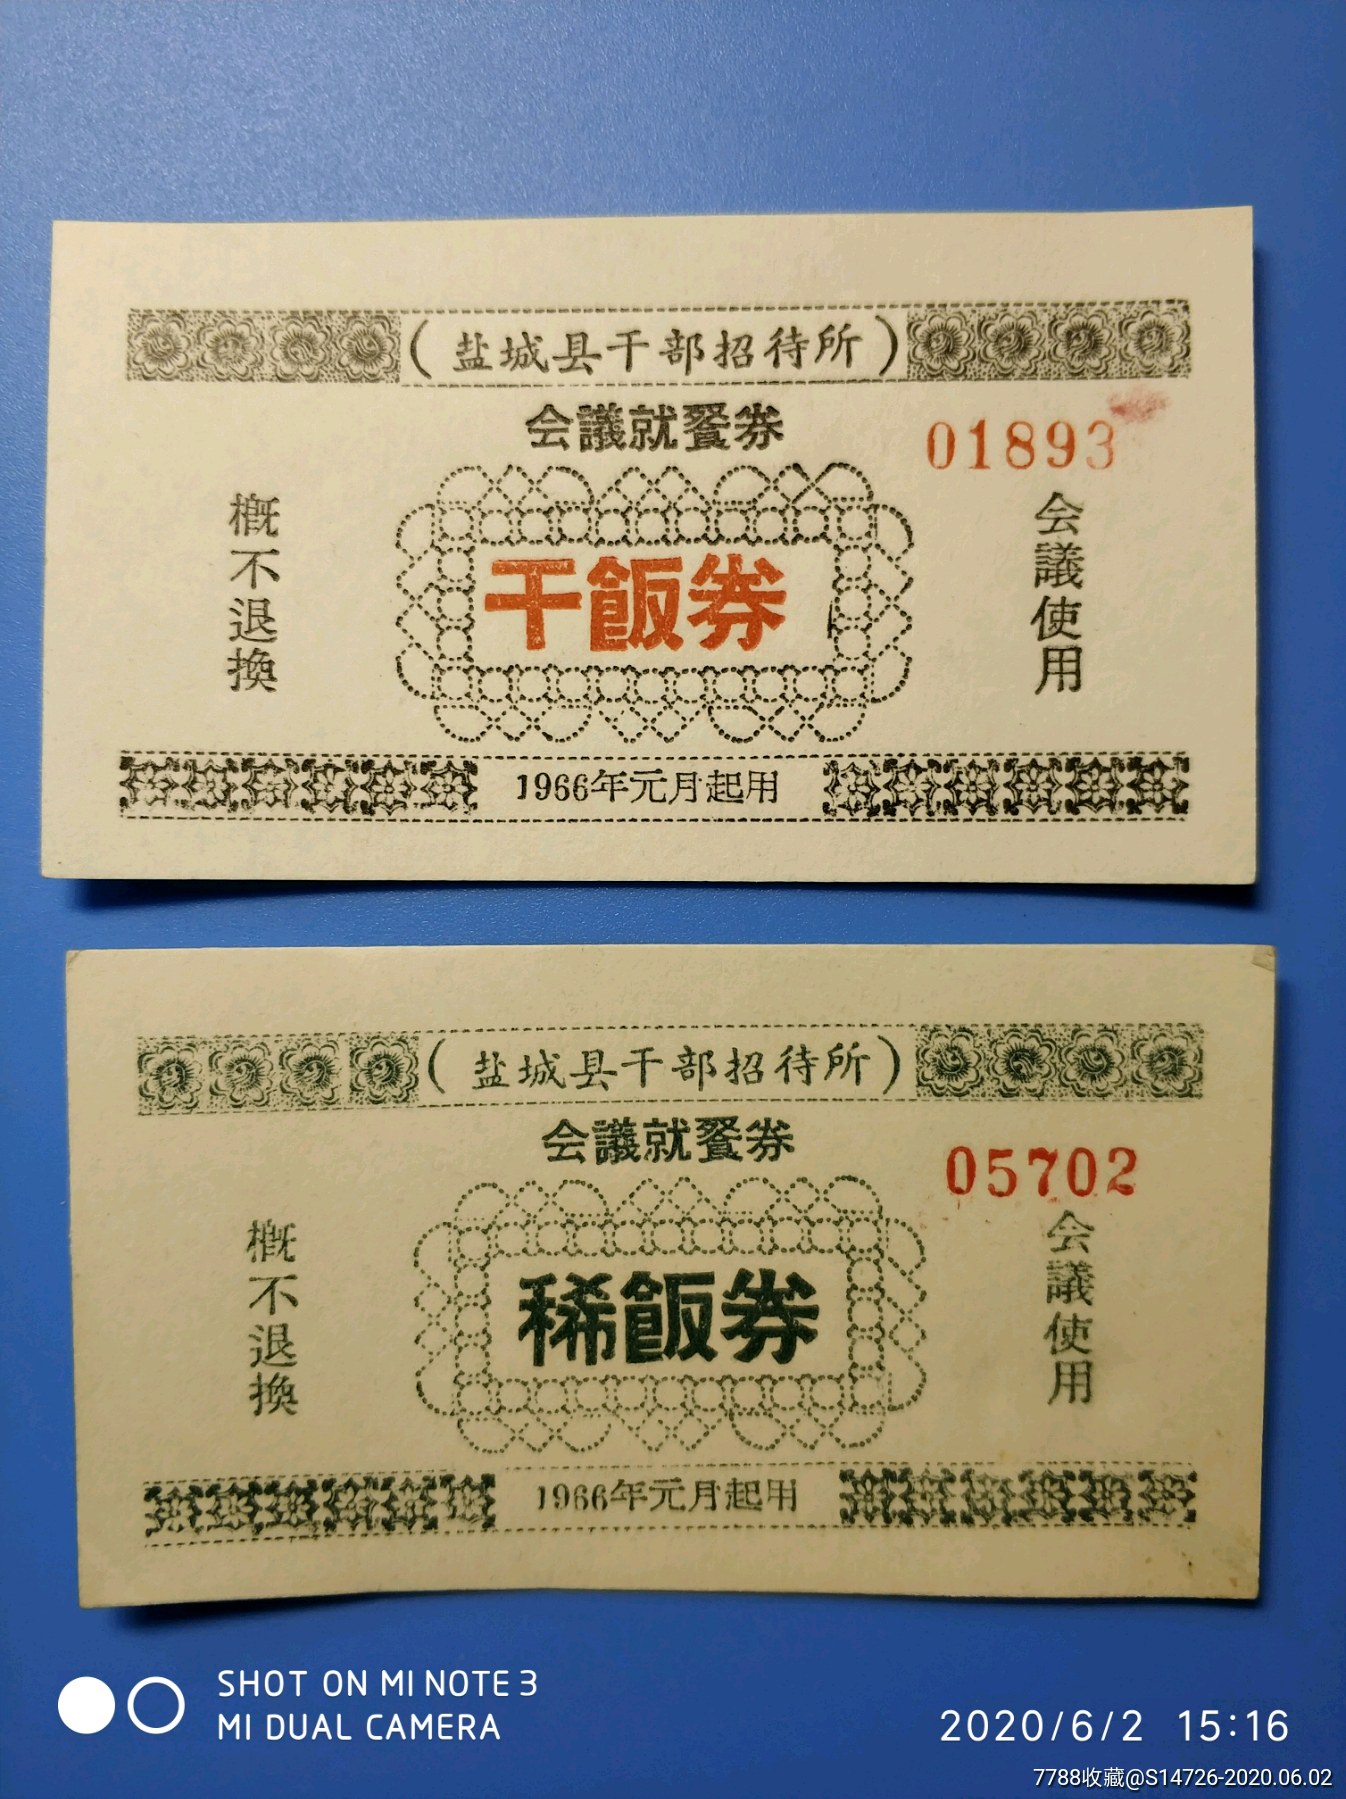 (盐城县干部招待所)
会議就餐券
01893
概不退換
干飯券
会議使用
1966年元月起用
(盐城县干部招待所)
会議就餐券
05702
概不退換
稀飯券
会議使用
1966年元月起用
SHOT ON MI NOTE 3
MI DUAL CAMERA
2020/6/2 15:16
7788收藏@S14726-2020.06.02